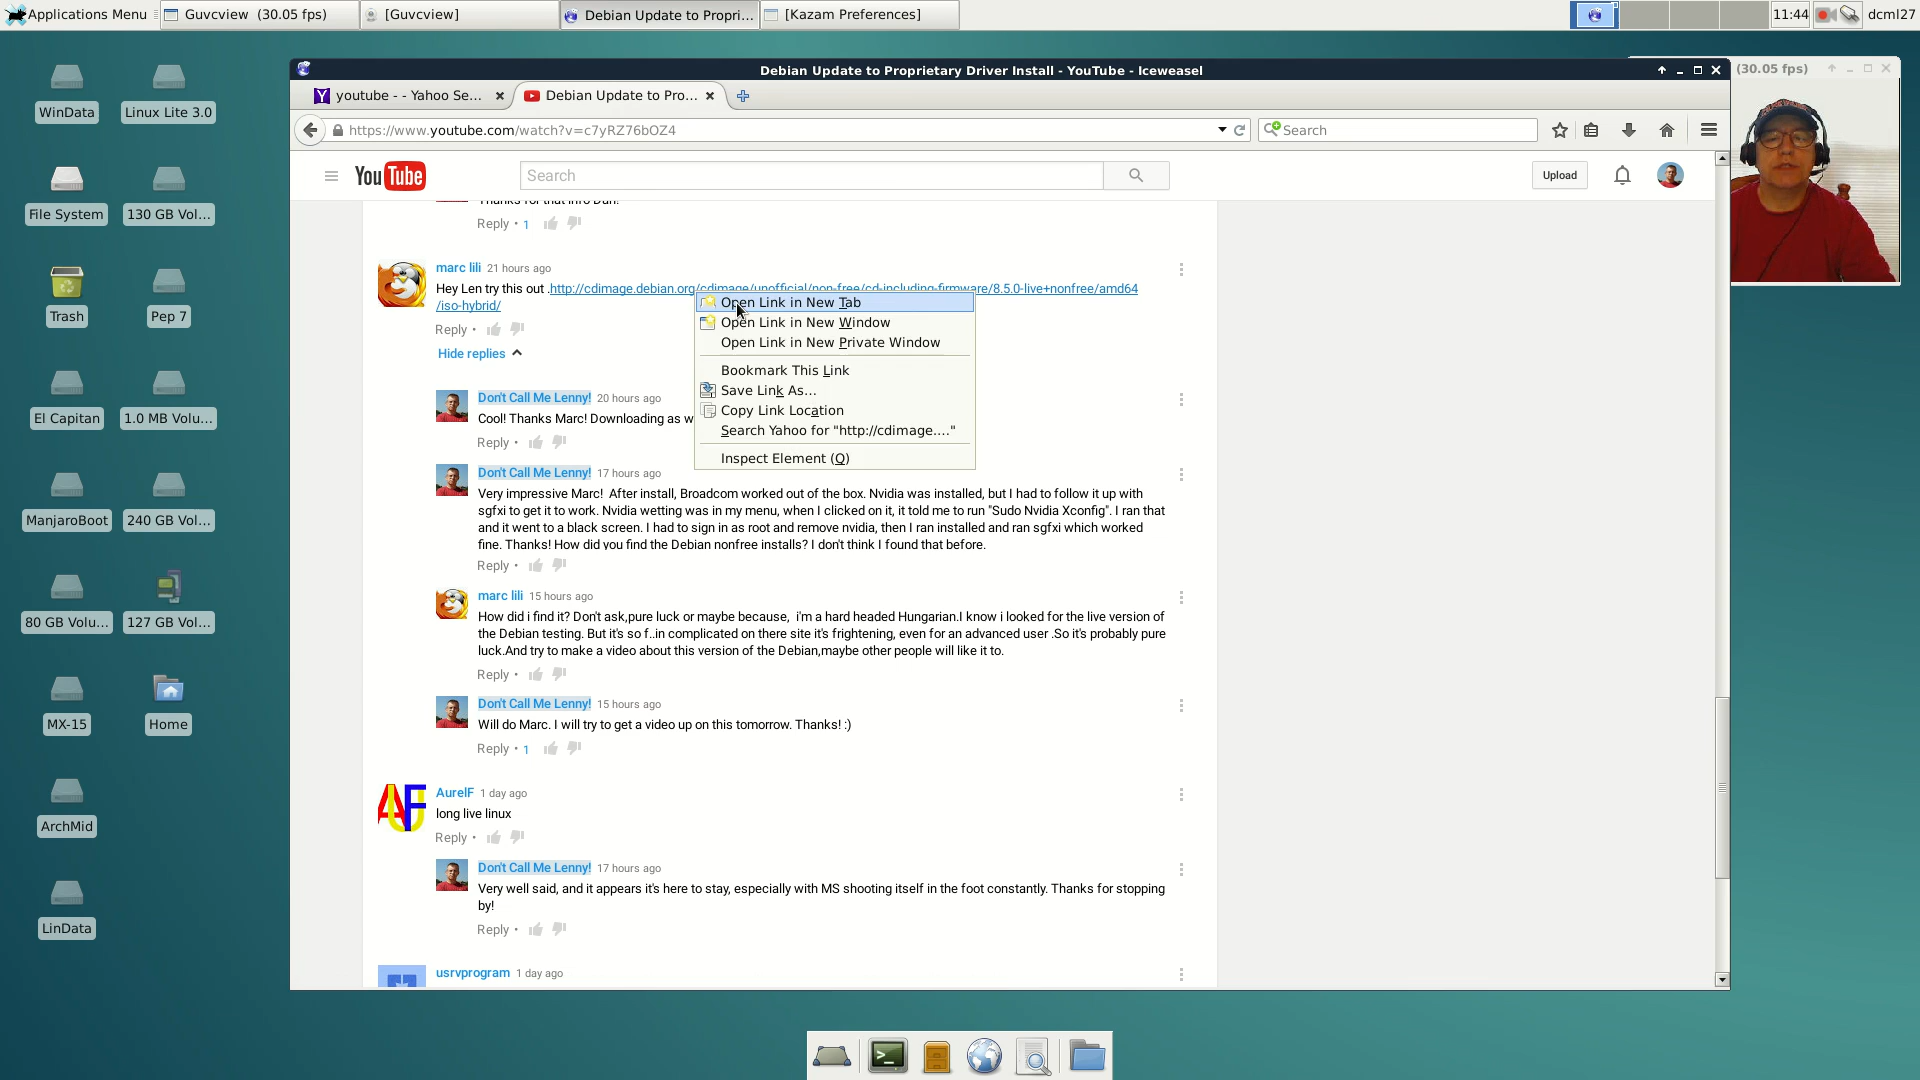 Applications Menu
Guvcview (30.05 fps)
[Guvcview]
Debian Update to Propri...
[Kazam Preferences]
11:44
dcml27
Debian Update to Proprietary Driver Install - YouTube - Iceweasel
(30.05 fps)
youtube - - Yahoo Se...
Debian Update to Pro...
https://www.youtube.com/watch?v=c7yRZ76bOZ4
Search
YouTube
Search
Upload
WinData
Linux Lite 3.0
File System
130 GB Vol...
Trash
Pep 7
El Capitan
1.0 MB Volu...
ManjaroBoot
240 GB Vol...
80 GB Volu...
127 GB Vol...
MX-15
Home
ArchMid
LinData
Thanks for that info Dan!
Reply • 1
marc lili 21 hours ago
Hey Len try this out .http://cdimage.debian.org/cdimage/unofficial/non-free/cd-including-firmware/8.5.0-live+nonfree/amd64
/iso-hybrid/
Reply •
Hide replies
Open Link in New Tab
Open Link in New Window
Open Link in New Private Window
Bookmark This Link
Save Link As...
Copy Link Location
Search Yahoo for "http://cdimage...."
Inspect Element (Q)
Don't Call Me Lenny! 20 hours ago
Cool! Thanks Marc! Downloading as w
Reply •
Don't Call Me Lenny! 17 hours ago
Very impressive Marc! After install, Broadcom worked out of the box. Nvidia was installed, but I had to follow it up with
sgfxi to get it to work. Nvidia wetting was in my menu, when I clicked on it, it told me to run "Sudo Nvidia Xconfig". I ran that
and it went to a black screen. I had to sign in as root and remove nvidia, then I ran installed and ran sgfxi which worked
fine. Thanks! How did you find the Debian nonfree installs? I don't think I found that before.
Reply •
marc lili 15 hours ago
How did i find it? Don't ask,pure luck or maybe because, i'm a hard headed Hungarian.I know i looked for the live version of
the Debian testing. But it's so f..in complicated on there site it's frightening, even for an advanced user .So it's probably pure
luck.And try to make a video about this version of the Debian,maybe other people will like it to.
Reply •
Don't Call Me Lenny! 15 hours ago
Will do Marc. I will try to get a video up on this tomorrow. Thanks! :)
Reply • 1
AurelF 1 day ago
long live linux
Reply •
Don't Call Me Lenny! 17 hours ago
Very well said, and it appears it's here to stay, especially with MS shooting itself in the foot constantly. Thanks for stopping
by!
Reply •
usrvprogram 1 day ago